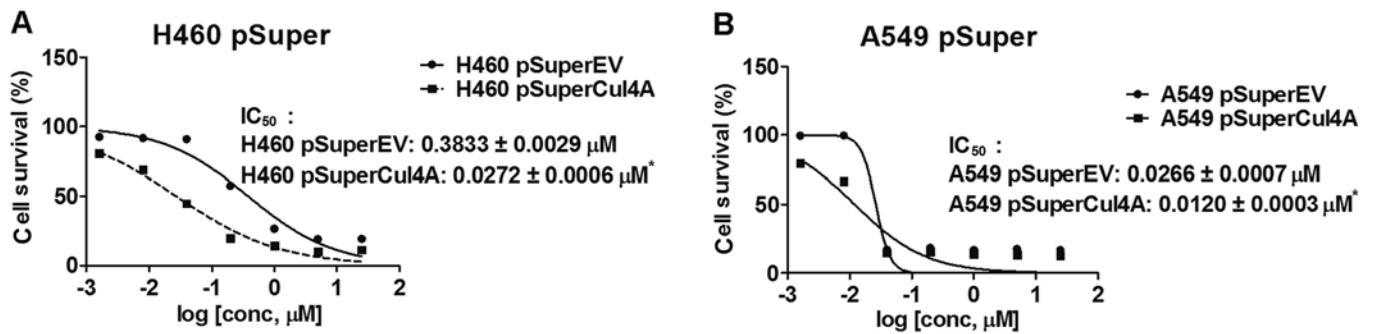 A
H460 pSuper
150
100
50
0
Cell survival (%)
-3 -2 -1 0 1 2
log [conc, μM]
H460 pSuperEV
H460 pSuperCul4A
IC50 :
H460 pSuperEV: 0.3833 ± 0.0029 μM
H460 pSuperCul4A: 0.0272 ± 0.0006 μM*
B
A549 pSuper
150
100
50
0
Cell survival (%)
-3 -2 -1 0 1 2
log [conc, μM]
A549 pSuperEV
A549 pSuperCul4A
IC50 :
A549 pSuperEV: 0.0266 ± 0.0007 μM
A549 pSuperCul4A: 0.0120 ± 0.0003 μM*